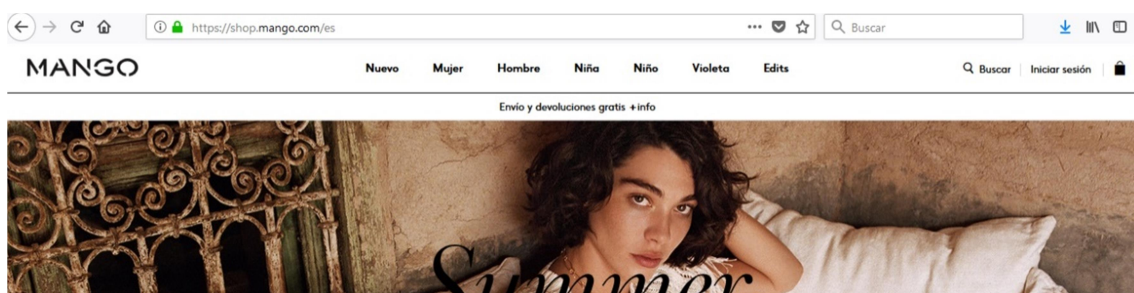 https://shop.mango.com/es
Buscar
MANGO Nuevo Mujer Hombre Niña Niño Violeta Edits Buscar Iniciar sesión
Envío y devoluciones gratis +info
Summer